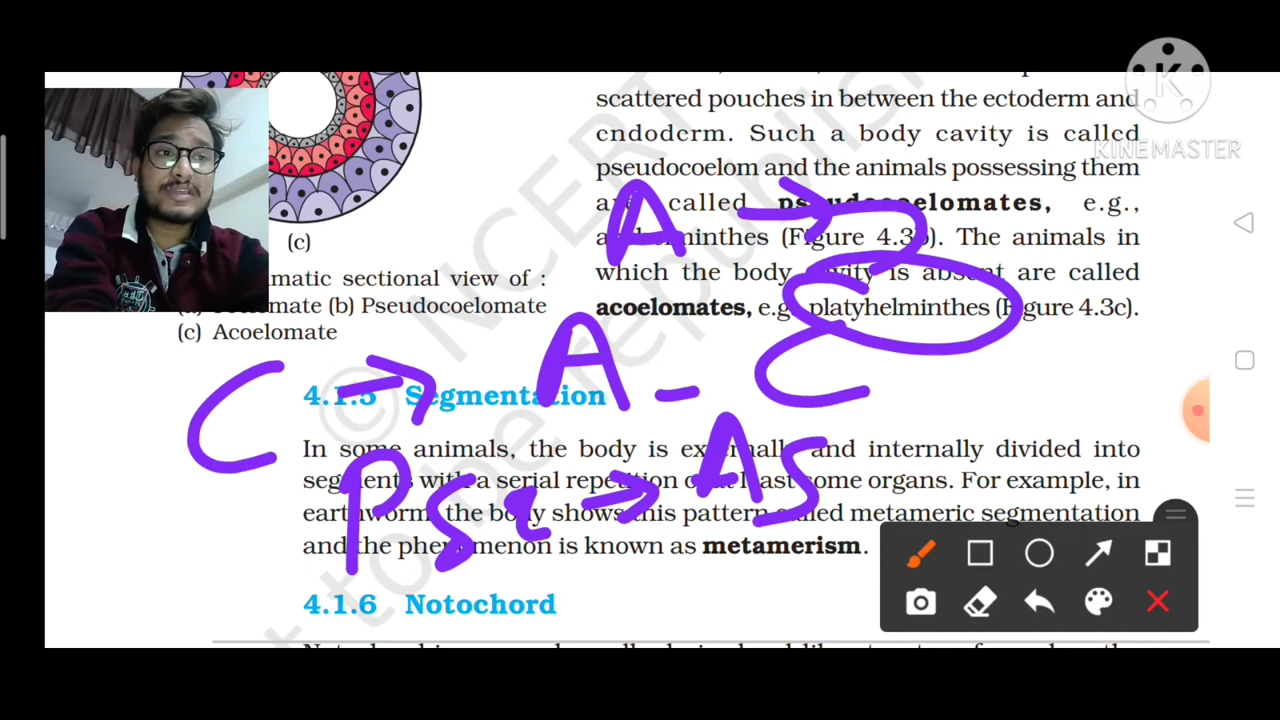 KINEMASTER
scattered pouches in between the ectoderm and
endoderm. Such a body cavity is called
pseudocoelom and the animals possessing them
are called pseudocoelomates, e.g.,
aschelminthes (Figure 4.3b). The animals in
which the body cavity is absent are called
acoelomates, e.g., platyhelminthes (Figure 4.3c).
(c)
matic sectional view of :
(b) Pseudocoelomate
(c) Acoelomate
A →
C → A - C
4.1.5 Segmentation
In some animals, the body is externally and internally divided into
segments with a serial repetition of at least some organs. For example, in
earthworm, the body shows this pattern called metameric segmentation
and the phenomenon is known as metamerism.
→ AS
4.1.6 Notochord
© NCERT
not to be republished